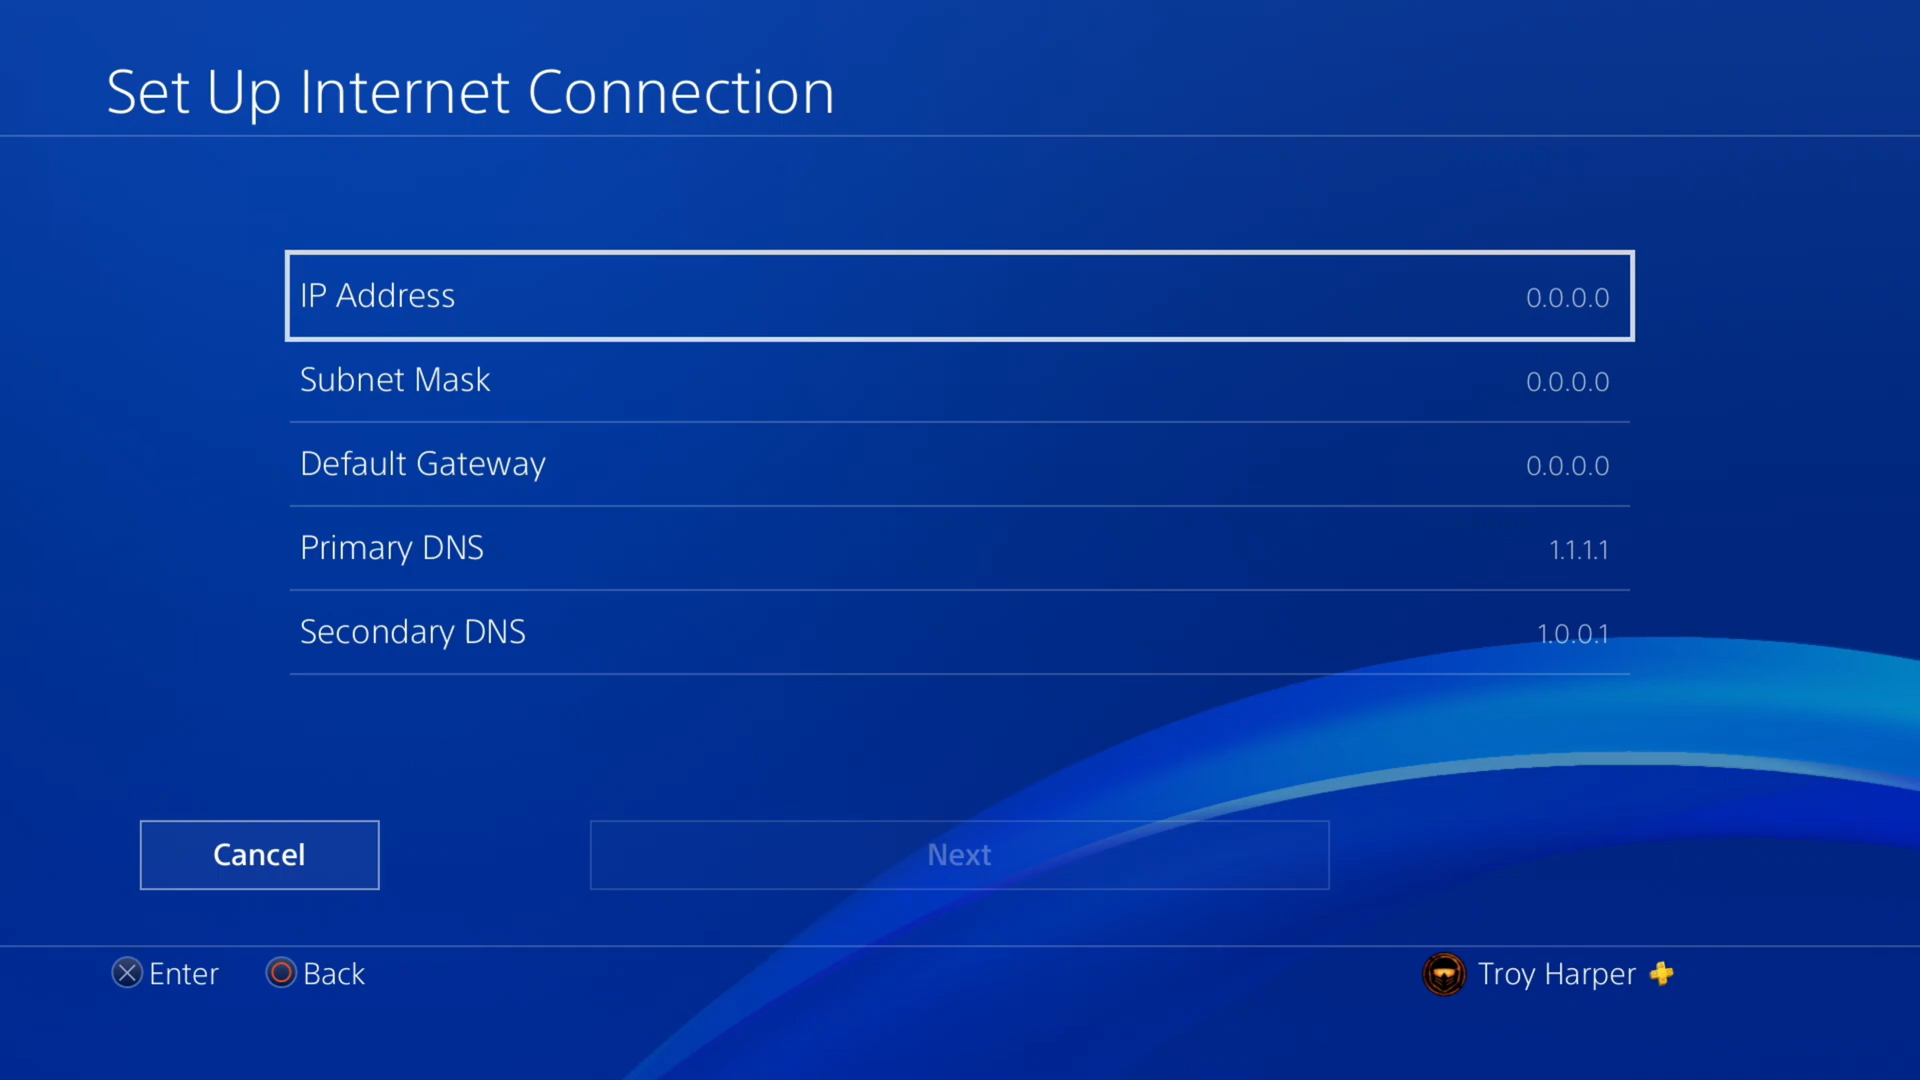 Set Up Internet Connection
IP Address 0.0.0.0
Subnet Mask 0.0.0.0
Default Gateway 0.0.0.0
Primary DNS 1.1.1.1
Secondary DNS 1.0.0.1
Cancel Next
Enter Back Troy Harper